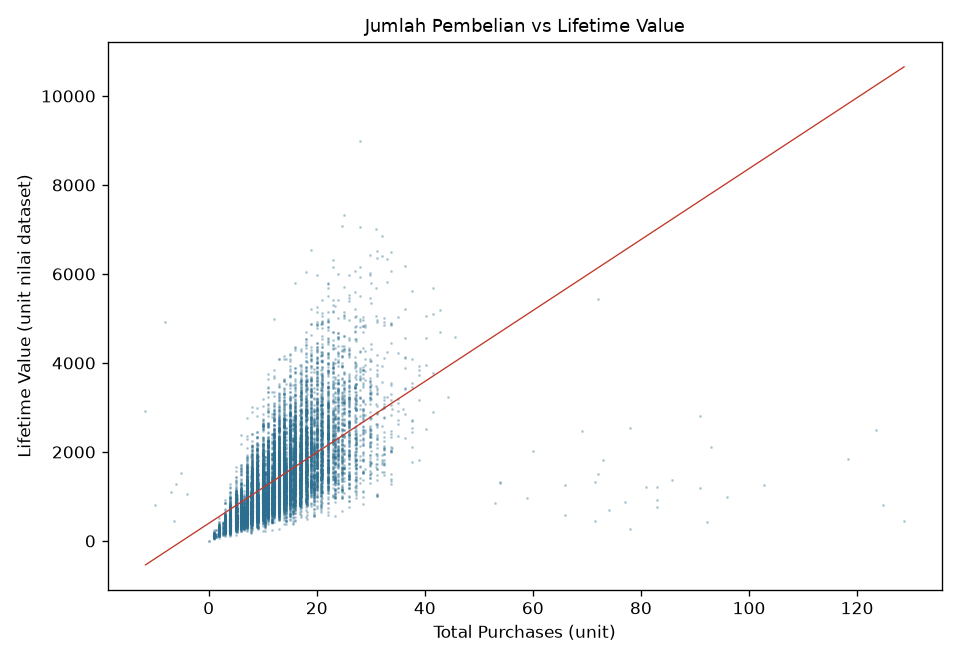 Jumlah Pembelian vs Lifetime Value
Lifetime Value (unit nilai dataset)
10000
8000
6000
4000
2000
0
0 20 40 60 80 100 120
Total Purchases (unit)